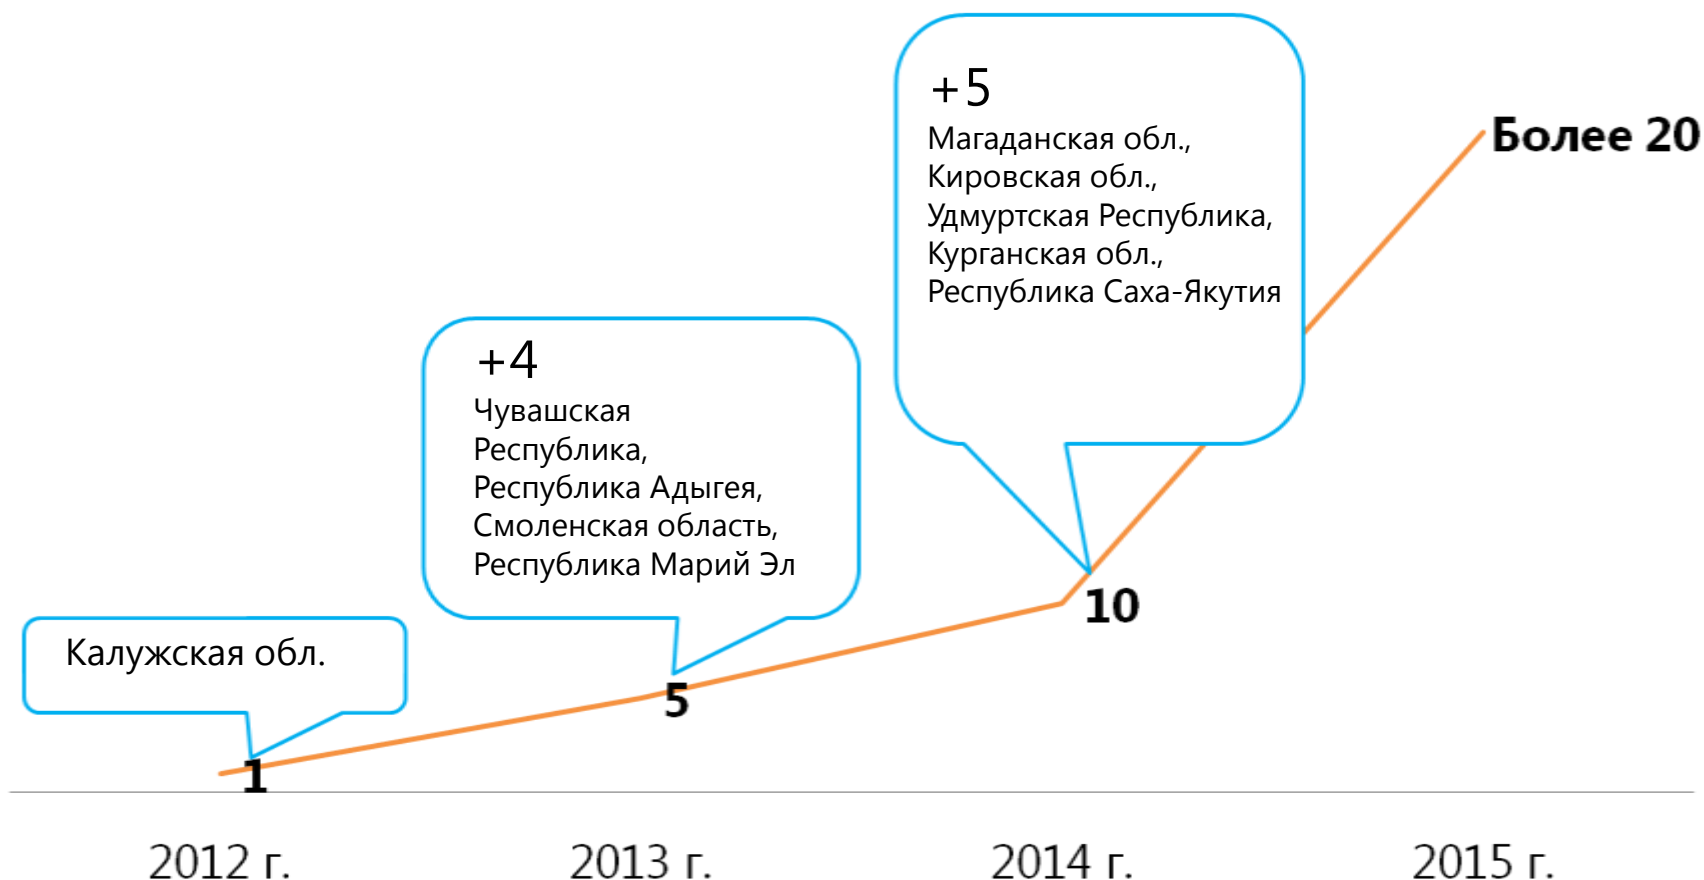 +5
Магаданская обл.,
Кировская обл.,
Удмуртская Республика,
Курганская обл.,
Республика Саха-Якутия
Более 20
+4
Чувашская
Республика,
Республика Адыгея,
Смоленская область,
Республика Марий Эл
10
Калужская обл.
5
1
2012 г.
2013 г.
2014 г.
2015 г.